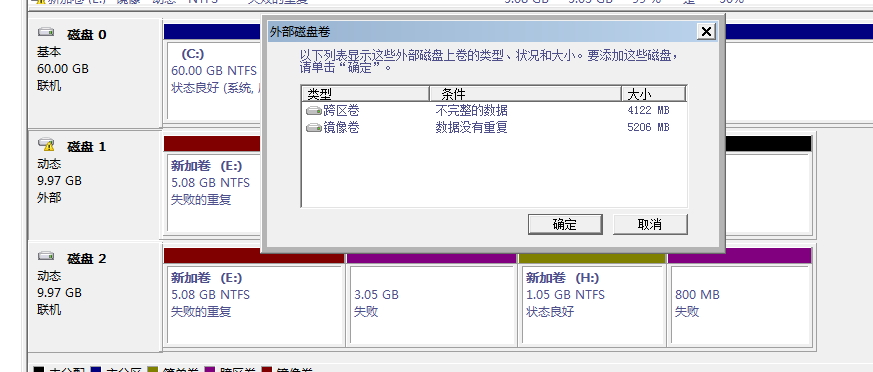 新加卷 (E:) 镜像 动态 NTFS 失败的重复 5.08 GB 5.05 GB 99 % 是 50%
磁盘 0
基本
60.00 GB
联机
(C:)
60.00 GB NTFS
状态良好 (系统,
外部磁盘卷
以下列表显示这些外部磁盘上卷的类型、状况和大小。要添加这些磁盘，
请单击“确定”。
类型 条件 大小
跨区卷 不完整的数据 4122 MB
镜像卷 数据没有重复 5206 MB
确定 取消
磁盘 1
动态
9.97 GB
外部
新加卷 (E:)
5.08 GB NTFS
失败的重复
磁盘 2
动态
9.97 GB
联机
新加卷 (E:)
5.08 GB NTFS
失败的重复
3.05 GB
失败
新加卷 (H:)
1.05 GB NTFS
状态良好
800 MB
失败
未分配 主分区 简单卷 跨区卷 镜像卷